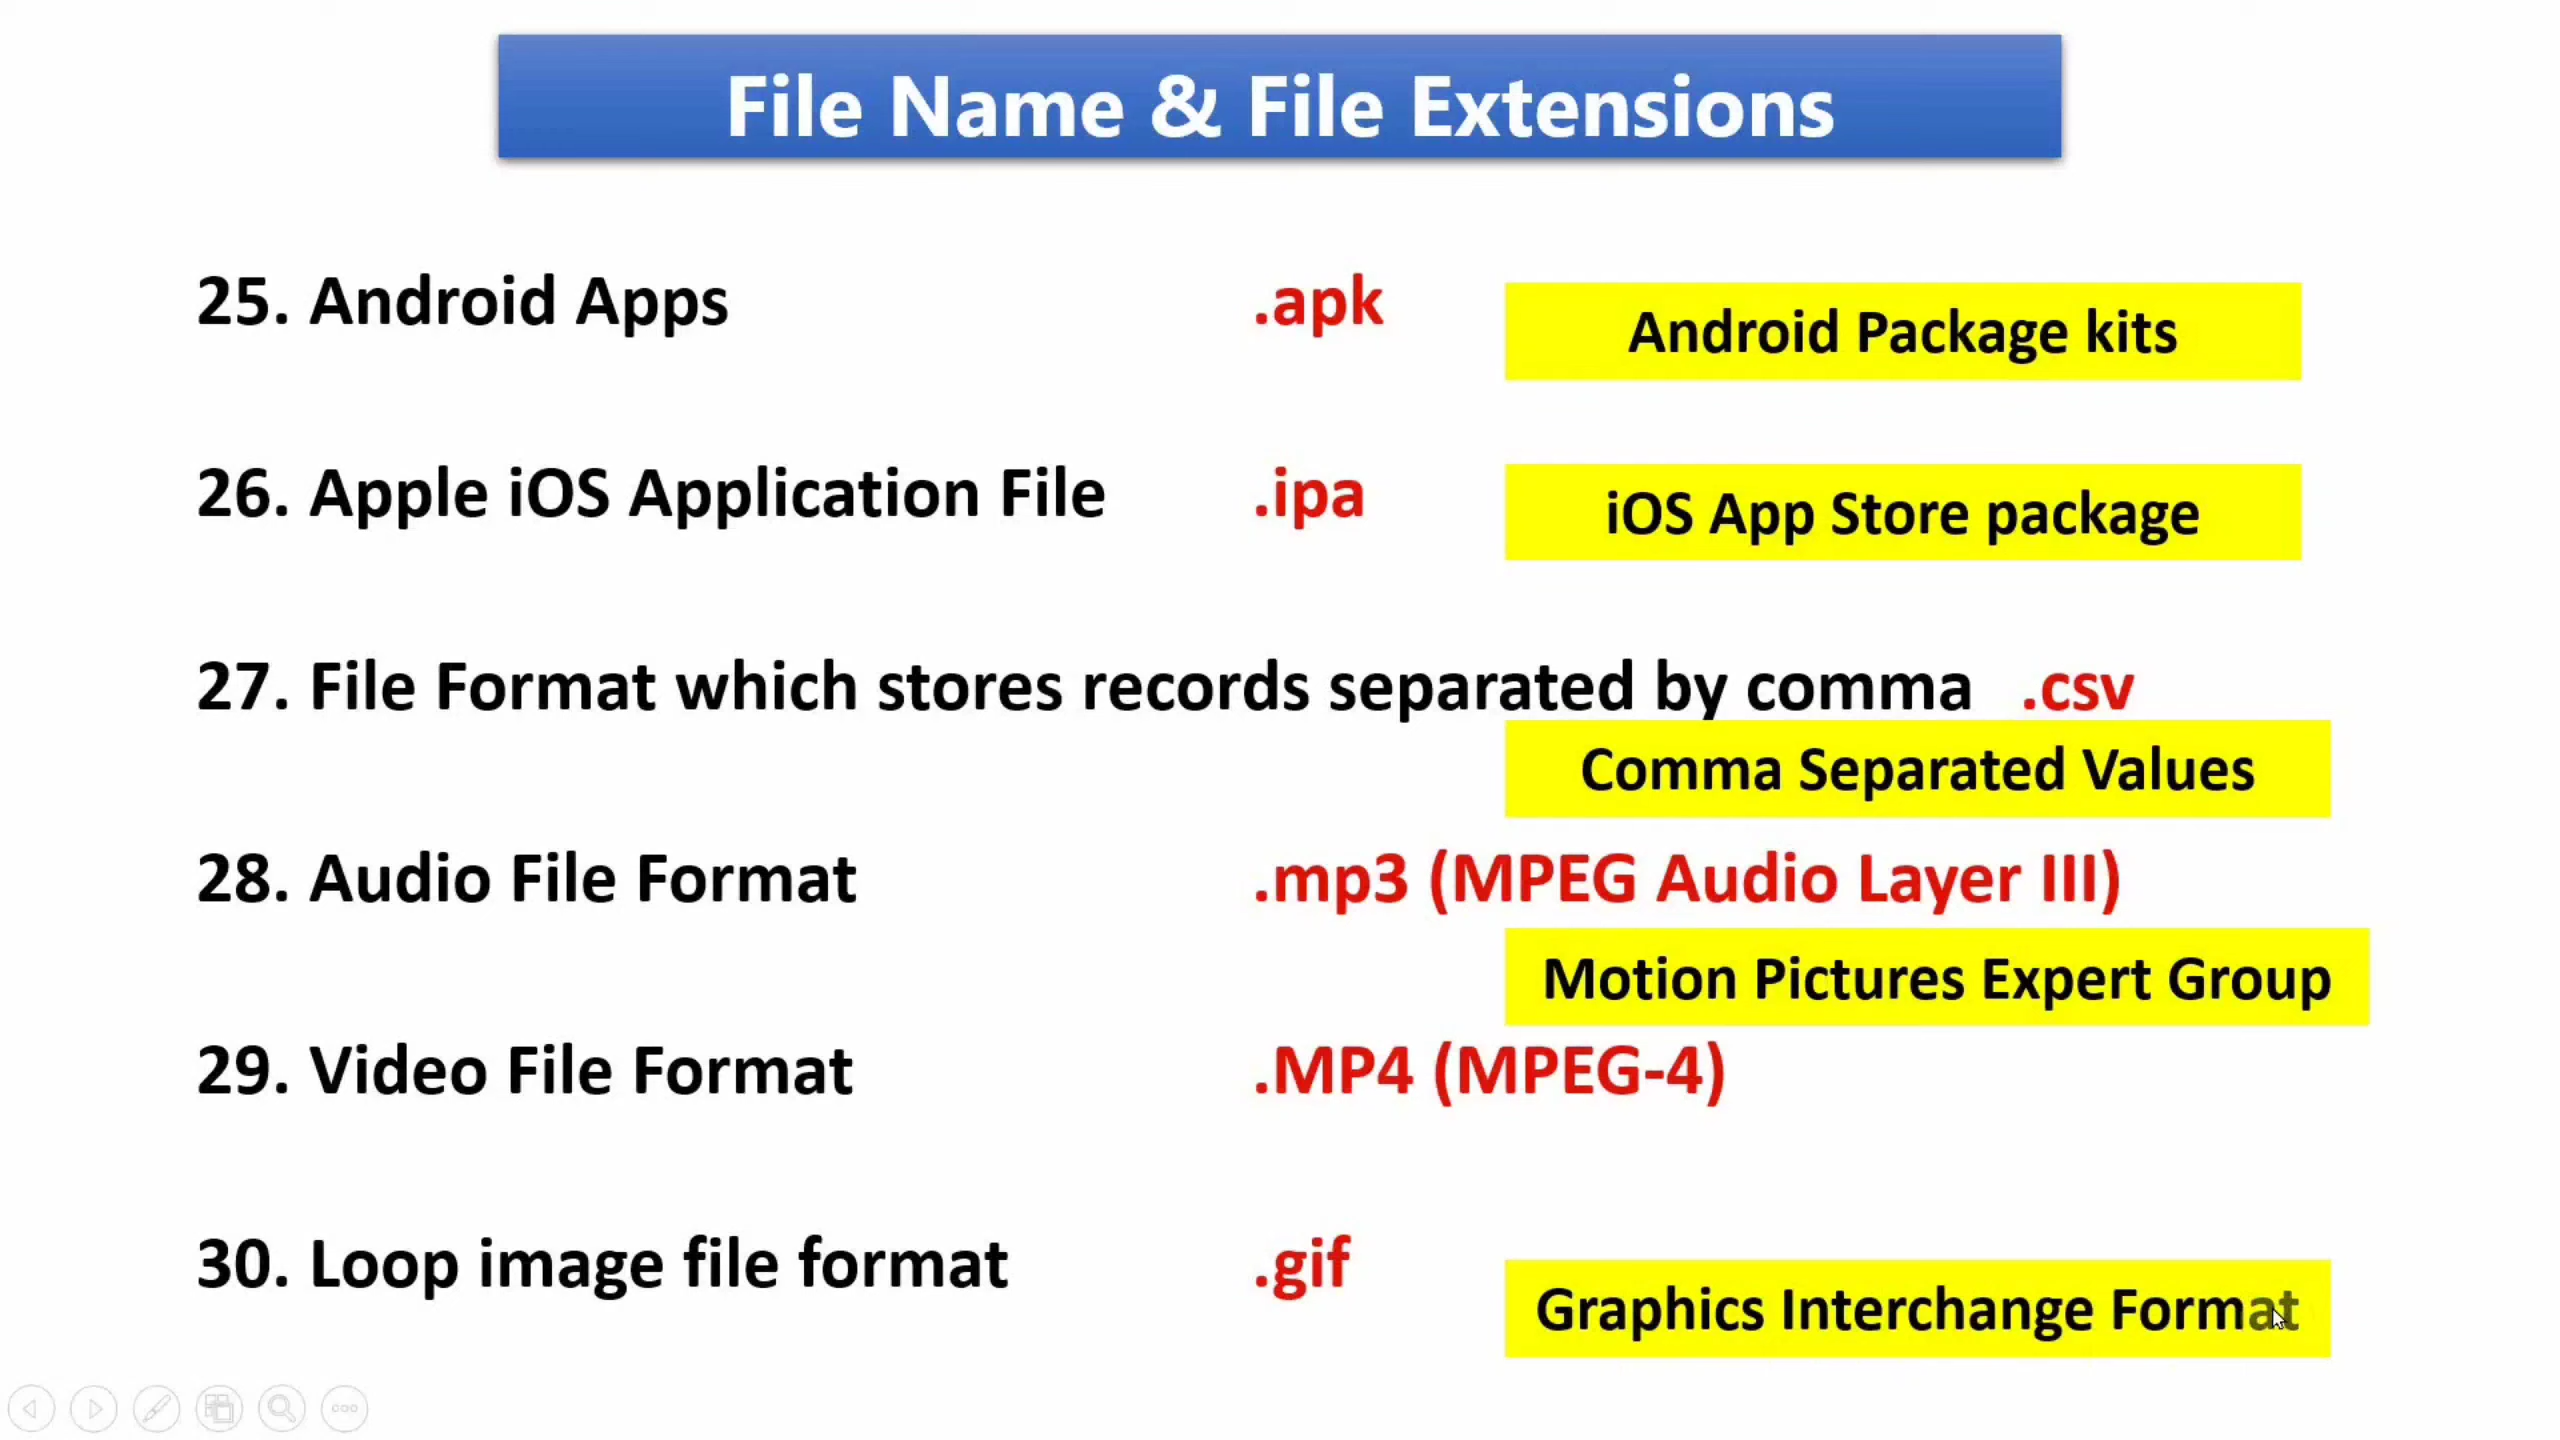 File Name & File Extensions
25. Android Apps .apk
Android Package kits
26. Apple iOS Application File .ipa
iOS App Store package
27. File Format which stores records separated by comma .csv
Comma Separated Values
28. Audio File Format .mp3 (MPEG Audio Layer III)
Motion Pictures Expert Group
29. Video File Format .MP4 (MPEG-4)
30. Loop image file format .gif
Graphics Interchange Format